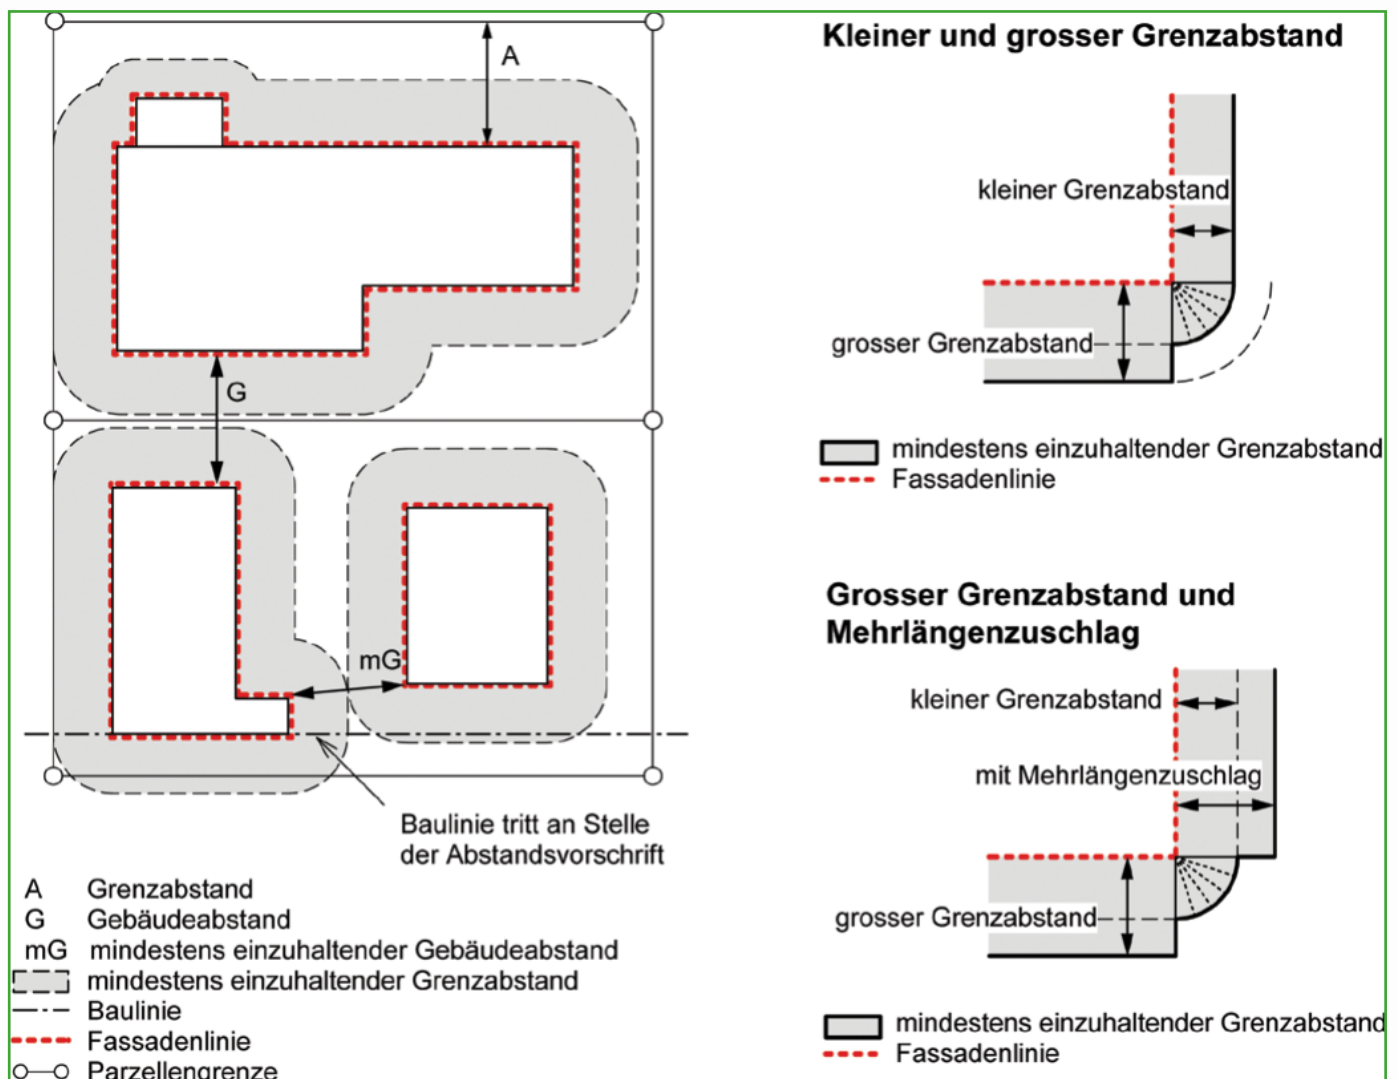 A
G
mG
Baulinie tritt an Stelle
der Abstandsvorschrift
A Grenzabstand
G Gebäudeabstand
mG mindestens einzuhaltender Gebäudeabstand
mindestens einzuhaltender Grenzabstand
Baulinie
Fassadenlinie
Parzellengrenze
Kleiner und grosser Grenzabstand
kleiner Grenzabstand
grosser Grenzabstand
mindestens einzuhaltender Grenzabstand
Fassadenlinie
Grosser Grenzabstand und
Mehrlängenzuschlag
kleiner Grenzabstand
mit Mehrlängenzuschlag
grosser Grenzabstand
mindestens einzuhaltender Grenzabstand
Fassadenlinie